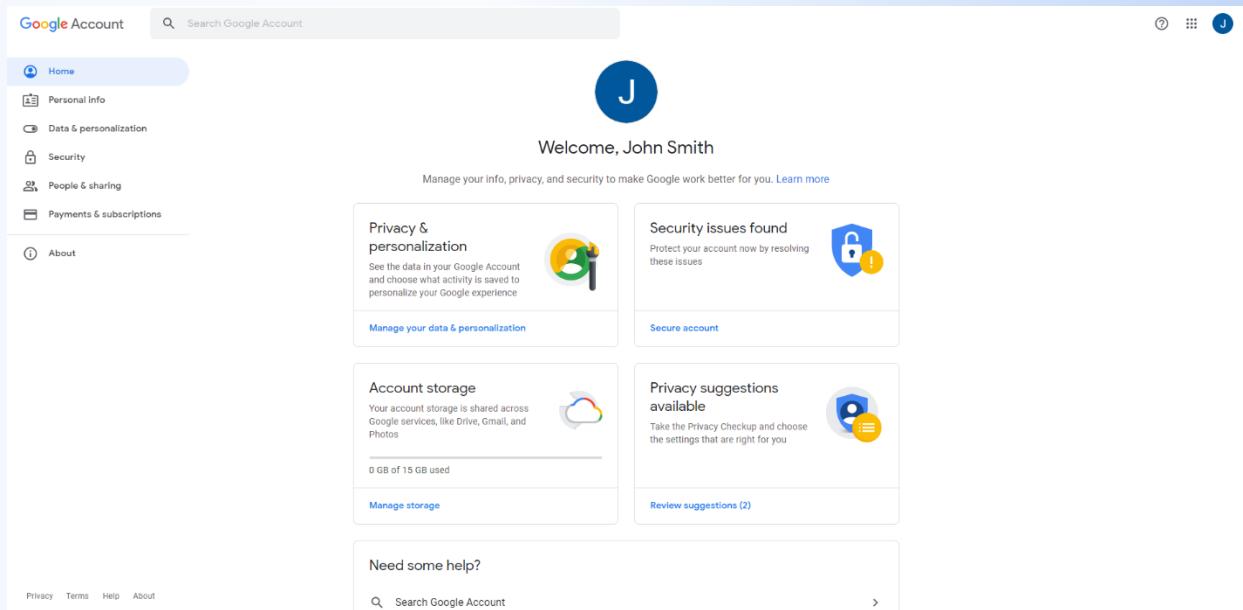 Google Account
Search Google Account
J
Home
Personal info
Data & personalization
Security
People & sharing
Payments & subscriptions
About
J
Welcome, John Smith
Manage your info, privacy, and security to make Google work better for you. Learn more
Privacy &
personalization
See the data in your Google Account
and choose what activity is saved to
personalize your Google experience
Manage your data & personalization
Security issues found
Protect your account now by resolving
these issues
Secure account
Account storage
Your account storage is shared across
Google services, like Drive, Gmail, and
Photos
0 GB of 15 GB used
Manage storage
Privacy suggestions
available
Take the Privacy Checkup and choose
the settings that are right for you
Review suggestions (2)
Need some help?
Search Google Account
Privacy Terms Help About